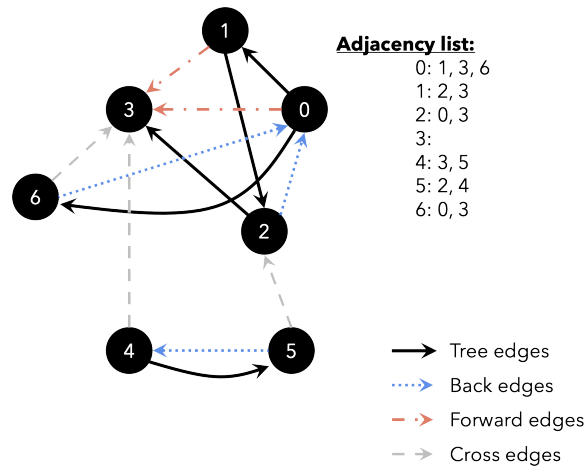 1
Adjacency list:
0: 1, 3, 6
1: 2, 3
2: 0, 3
3:
4: 3, 5
5: 2, 4
6: 0, 3
3
0
6
2
4
5
Tree edges
Back edges
Forward edges
Cross edges